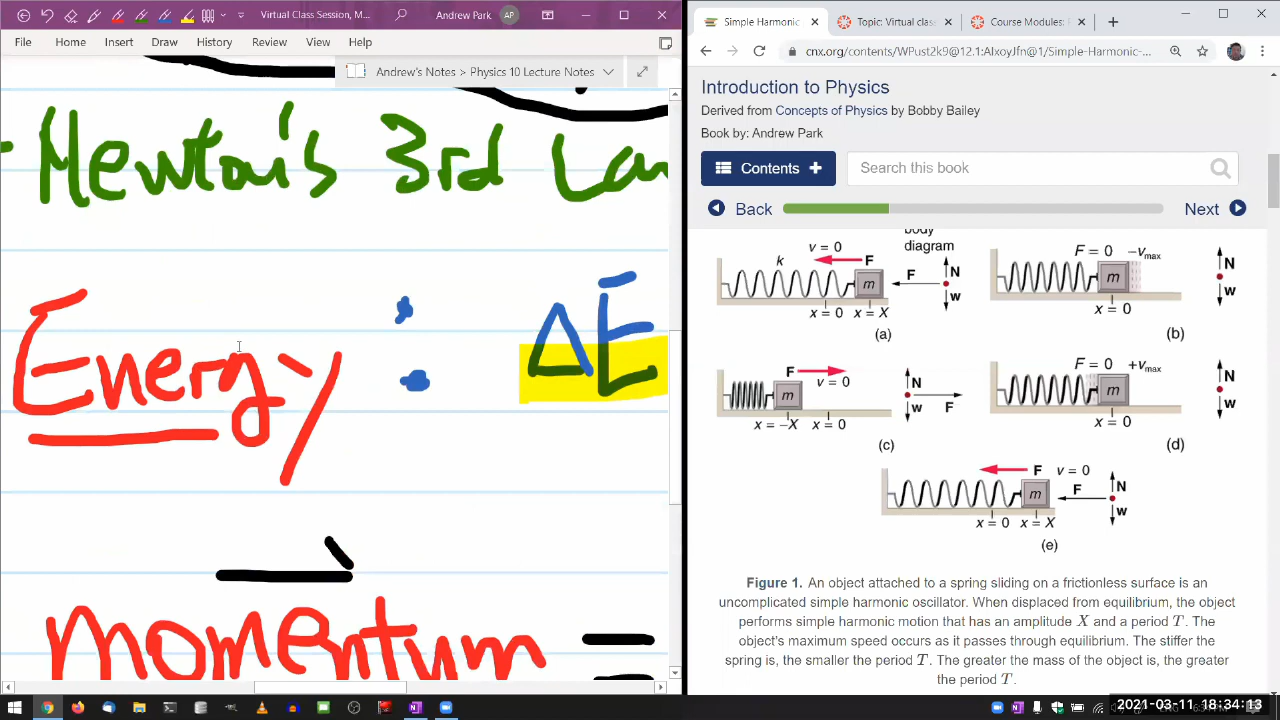 Virtual Class Sessio...
Andrew Park
AP
File
Home
Insert
Draw
History
Review
View
Help
Andrew's Notes > Physics 10 Lecture Notes
Newton's 3rd La
Energy : ΔE
momentum
Simple Harmonic
Topic: Virtual class
Course Modules:
cnx.org/contents/WPust2k9@12.1:AIxoyJfn@1/Simple-Harmonic-...
Introduction to Physics
Derived from Concepts of Physics by Bobby Bailey
Book by: Andrew Park
Contents +
Search this book
Back
Next
body
diagram
v = 0
k
F
m
x = 0
x = X
F
N
w
(a)
F = 0
−vmax
m
x = 0
N
w
(b)
F
v = 0
m
x = −X
x = 0
N
w
F
(c)
F = 0
+vmax
m
x = 0
N
w
(d)
F
v = 0
m
x = 0
x = X
F
N
w
(e)
Figure 1. An object attached to a spring sliding on a frictionless surface is an
uncomplicated simple harmonic oscillator. When displaced from equilibrium, the object
performs simple harmonic motion that has an amplitude X and a period T. The
object's maximum speed occurs as it passes through equilibrium. The stiffer the
spring is, the smaller the period T. The greater the mass of the object is, the greater
the period T.
2021-03-11 18:34:13